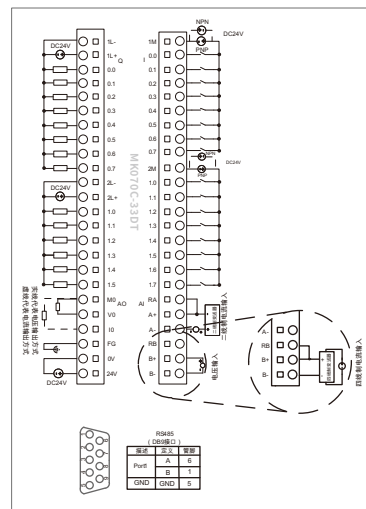 NPN
DC24V
PNP
DC24V
1L-
1L+
Q
0.0
0.1
0.2
0.3
0.4
0.5
0.6
0.7
2L-
DC24V
2L+
1.0
1.1
1.2
1.3
1.4
1.5
M0
AO
V0
I0
FG
0V
24V
DC24V
实线代表电压输出方式
虚线代表电流输出方式
MK070C-33DT
I
1M
0.0
0.1
0.2
0.3
0.4
0.5
0.6
0.7
NPN
DC24V
2M
PNP
1.0
1.1
1.2
1.3
1.4
1.5
1.6
1.7
AI
RA
A+
A-
RB
B+
B-
二线制电流输入
电压输入
A-
RB
B+
B-
四线制电流输入
RS485
(DB9接口)
描述 定义 管脚
PortI A 6
B 1
GND GND 5